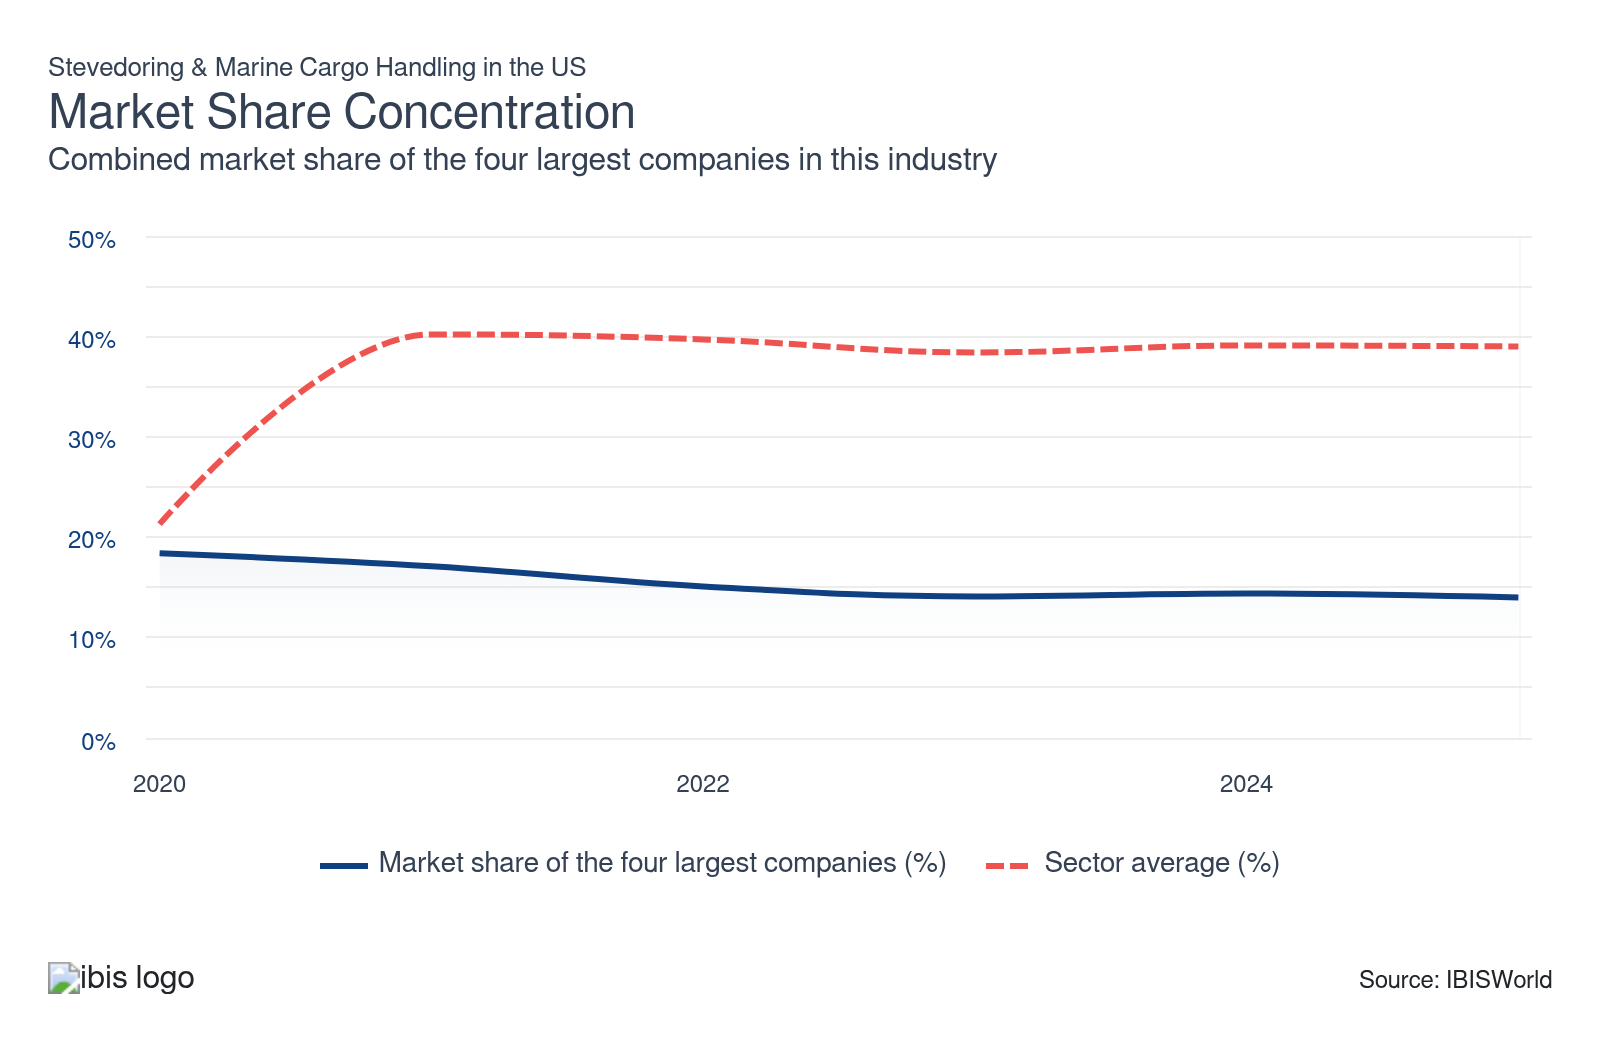 Stevedoring & Marine Cargo Handling in the US
Market Share Concentration
Combined market share of the four largest companies in this industry
50%
40%
30%
20%
10%
0%
2020 2022 2024
Market share of the four largest companies (%) Sector average (%)
ibis logo Source: IBISWorld